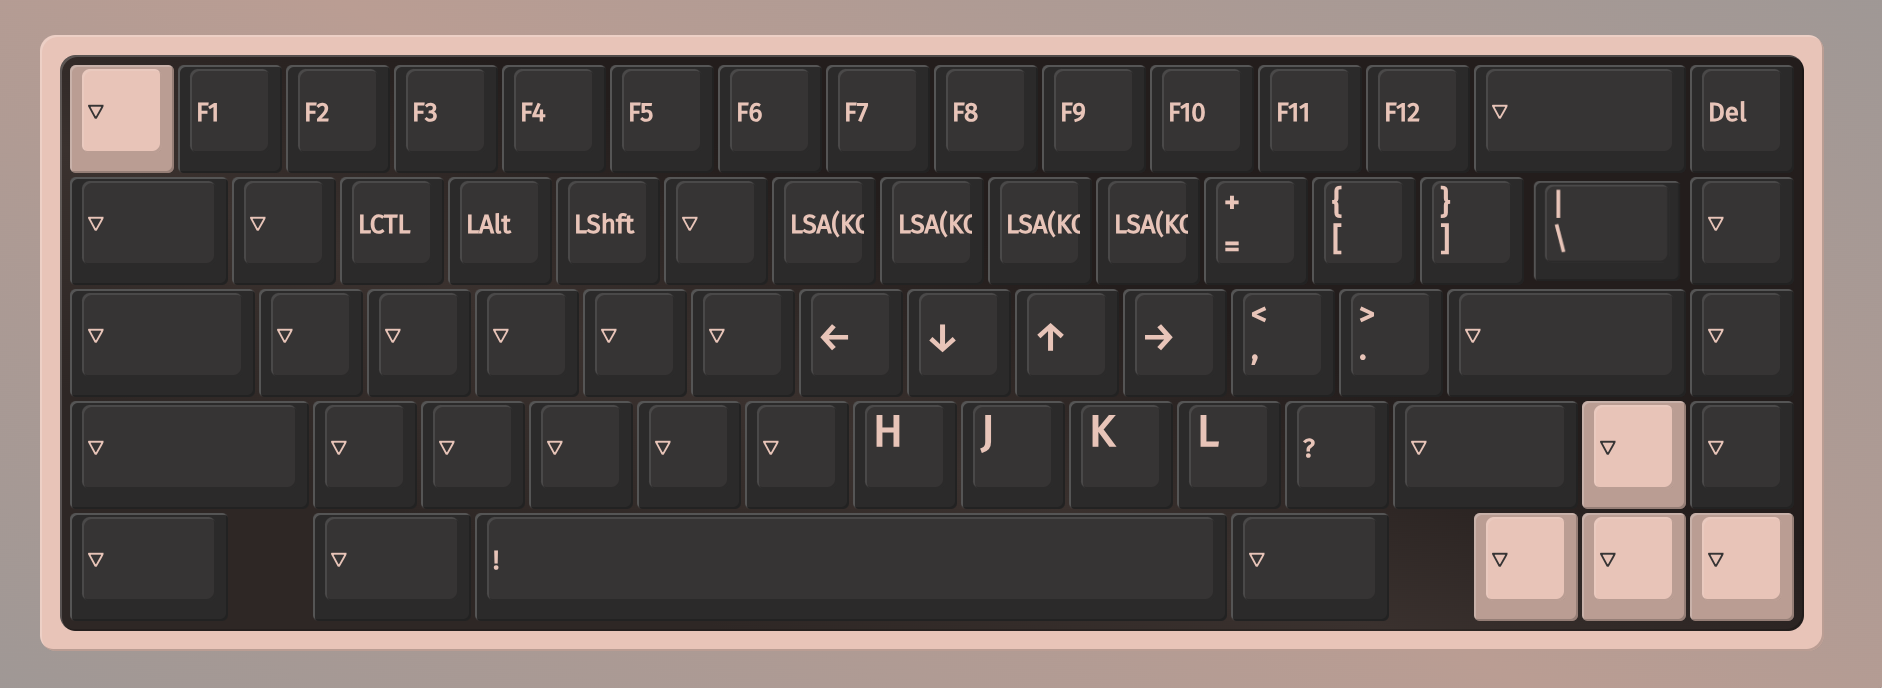 ▽ F1 F2 F3 F4 F5 F6 F7 F8 F9 F10 F11 F12 ▽ Del
▽ ▽ LCTL LAlt LShft ▽ LSA(KC LSA(KC LSA(KC LSA(KC + = { [ } ] | \ ▽
▽ ▽ ▽ ▽ ▽ ▽ ← ↓ ↑ → < , > . ▽ ▽
▽ ▽ ▽ ▽ ▽ ▽ H J K L ? ▽ ▽ ▽
▽ ▽ ! ▽ ▽ ▽ ▽